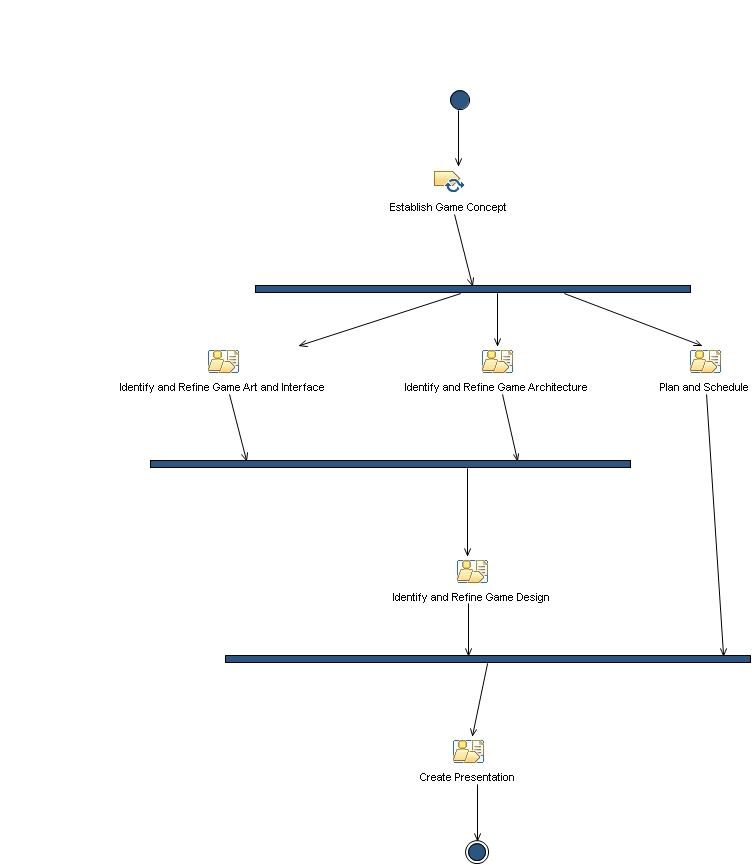 Establish Game Concept
Identify and Refine Game Art and Interface
Identify and Refine Game Architecture
Plan and Schedule
Identify and Refine Game Design
Create Presentation